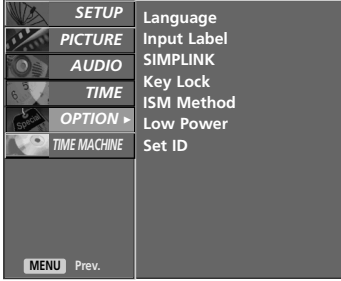 SETUP
PICTURE
AUDIO
TIME
OPTION ►
TIME MACHINE
Language
Input Label
SIMPLINK
Key Lock
ISM Method
Low Power
Set ID
MENU Prev.